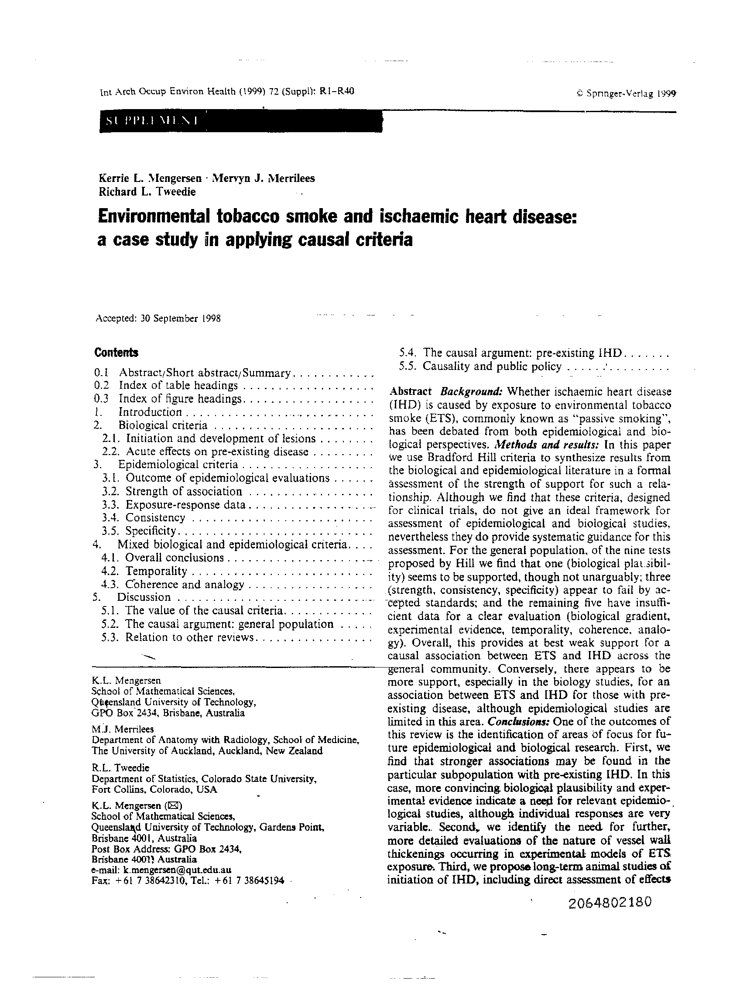 Int Arch Occup Environ Health (1999) 72 (Suppl): R1–R40
© Springer-Verlag 1999
SUPPLEMENT
Kerrie L. Mengersen · Mervyn J. Merrilees
Richard L. Tweedie
Environmental tobacco smoke and ischaemic heart disease:
a case study in applying causal criteria
Accepted: 30 September 1998
Contents
0.1 Abstract/Short abstract/Summary . . . . . . . . . . . .
0.2 Index of table headings . . . . . . . . . . . . . . . . . . .
0.3 Index of figure headings. . . . . . . . . . . . . . . . . . .
1. Introduction . . . . . . . . . . . . . . . . . . . . . . . . . . .
2. Biological criteria . . . . . . . . . . . . . . . . . . . . . . .
2.1. Initiation and development of lesions . . . . . . . .
2.2. Acute effects on pre-existing disease . . . . . . . . .
3. Epidemiological criteria . . . . . . . . . . . . . . . . . . .
3.1. Outcome of epidemiological evaluations . . . . . .
3.2. Strength of association . . . . . . . . . . . . . . . . . .
3.3. Exposure-response data . . . . . . . . . . . . . . . . . .
3.4. Consistency . . . . . . . . . . . . . . . . . . . . . . . . . .
3.5. Specificity. . . . . . . . . . . . . . . . . . . . . . . . . . . .
4. Mixed biological and epidemiological criteria. . . .
4.1. Overall conclusions . . . . . . . . . . . . . . . . . . . . .
4.2. Temporality . . . . . . . . . . . . . . . . . . . . . . . . . .
4.3. Coherence and analogy . . . . . . . . . . . . . . . . . .
5. Discussion . . . . . . . . . . . . . . . . . . . . . . . . . . . .
5.1. The value of the causal criteria. . . . . . . . . . . . .
5.2. The causal argument: general population . . . . .
5.3. Relation to other reviews. . . . . . . . . . . . . . . . .
K.L. Mengersen
School of Mathematical Sciences,
Queensland University of Technology,
GPO Box 2434, Brisbane, Australia
M.J. Merrilees
Department of Anatomy with Radiology, School of Medicine,
The University of Auckland, Auckland, New Zealand
R.L. Tweedie
Department of Statistics, Colorado State University,
Fort Collins, Colorado, USA
K.L. Mengersen (✉)
School of Mathematical Sciences,
Queensland University of Technology, Gardens Point,
Brisbane 4001, Australia
Post Box Address: GPO Box 2434,
Brisbane 4001, Australia
e-mail: k.mengersen@qut.edu.au
Fax: +61 7 38642310, Tel.: +61 7 38645194
5.4. The causal argument: pre-existing IHD . . . . . . .
5.5. Causality and public policy . . . . . . . . . . . . . . .
Abstract Background: Whether ischaemic heart disease
(IHD) is caused by exposure to environmental tobacco
smoke (ETS), commonly known as "passive smoking",
has been debated from both epidemiological and bio-
logical perspectives. Methods and results: In this paper
we use Bradford Hill criteria to synthesize results from
the biological and epidemiological literature in a formal
assessment of the strength of support for such a rela-
tionship. Although we find that these criteria, designed
for clinical trials, do not give an ideal framework for
assessment of epidemiological and biological studies,
nevertheless they do provide systematic guidance for this
assessment. For the general population, of the nine tests
proposed by Hill we find that one (biological plausibil-
ity) seems to be supported, though not unarguably; three
(strength, consistency, specificity) appear to fail by ac-
cepted standards; and the remaining five have insuffi-
cient data for a clear evaluation (biological gradient,
experimental evidence, temporality, coherence, analo-
gy). Overall, this provides at best weak support for a
causal association between ETS and IHD across the
general community. Conversely, there appears to be
more support, especially in the biology studies, for an
association between ETS and IHD for those with pre-
existing disease, although epidemiological studies are
limited in this area. Conclusions: One of the outcomes of
this review is the identification of areas of focus for fu-
ture epidemiological and biological research. First, we
find that stronger associations may be found in the
particular subpopulation with pre-existing IHD. In this
case, more convincing biological plausibility and exper-
imental evidence indicate a need for relevant epidemio-
logical studies, although individual responses are very
variable. Second, we identify the need for further,
more detailed evaluations of the nature of vessel wall
thickenings occurring in experimental models of ETS
exposure. Third, we propose long-term animal studies of
initiation of IHD, including direct assessment of effects
2064802180